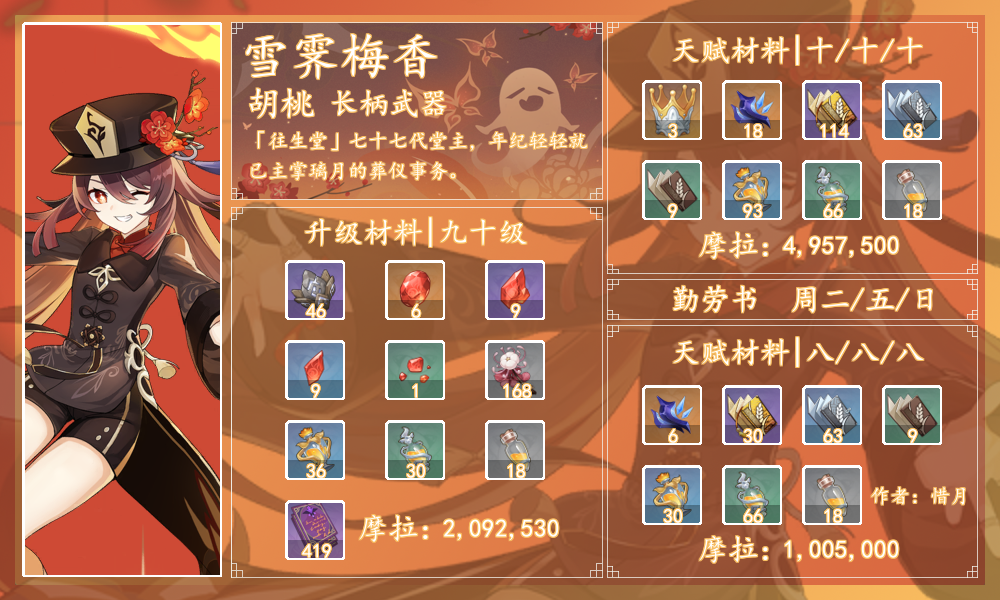 雪霁梅香
胡桃 长柄武器
「往生堂」七十七代堂主，年纪轻轻就
已主掌璃月的葬仪事务。
升级材料|九十级
46 6 9
9 1 168
36 30 18
419 摩拉：2,092,530
天赋材料|十/十/十
3 18 114 63
9 93 66 18
摩拉：4,957,500
勤劳书 周二/五/日
天赋材料|八/八/八
6 30 63 9
30 66 18 作者：惜月
摩拉：1,005,000